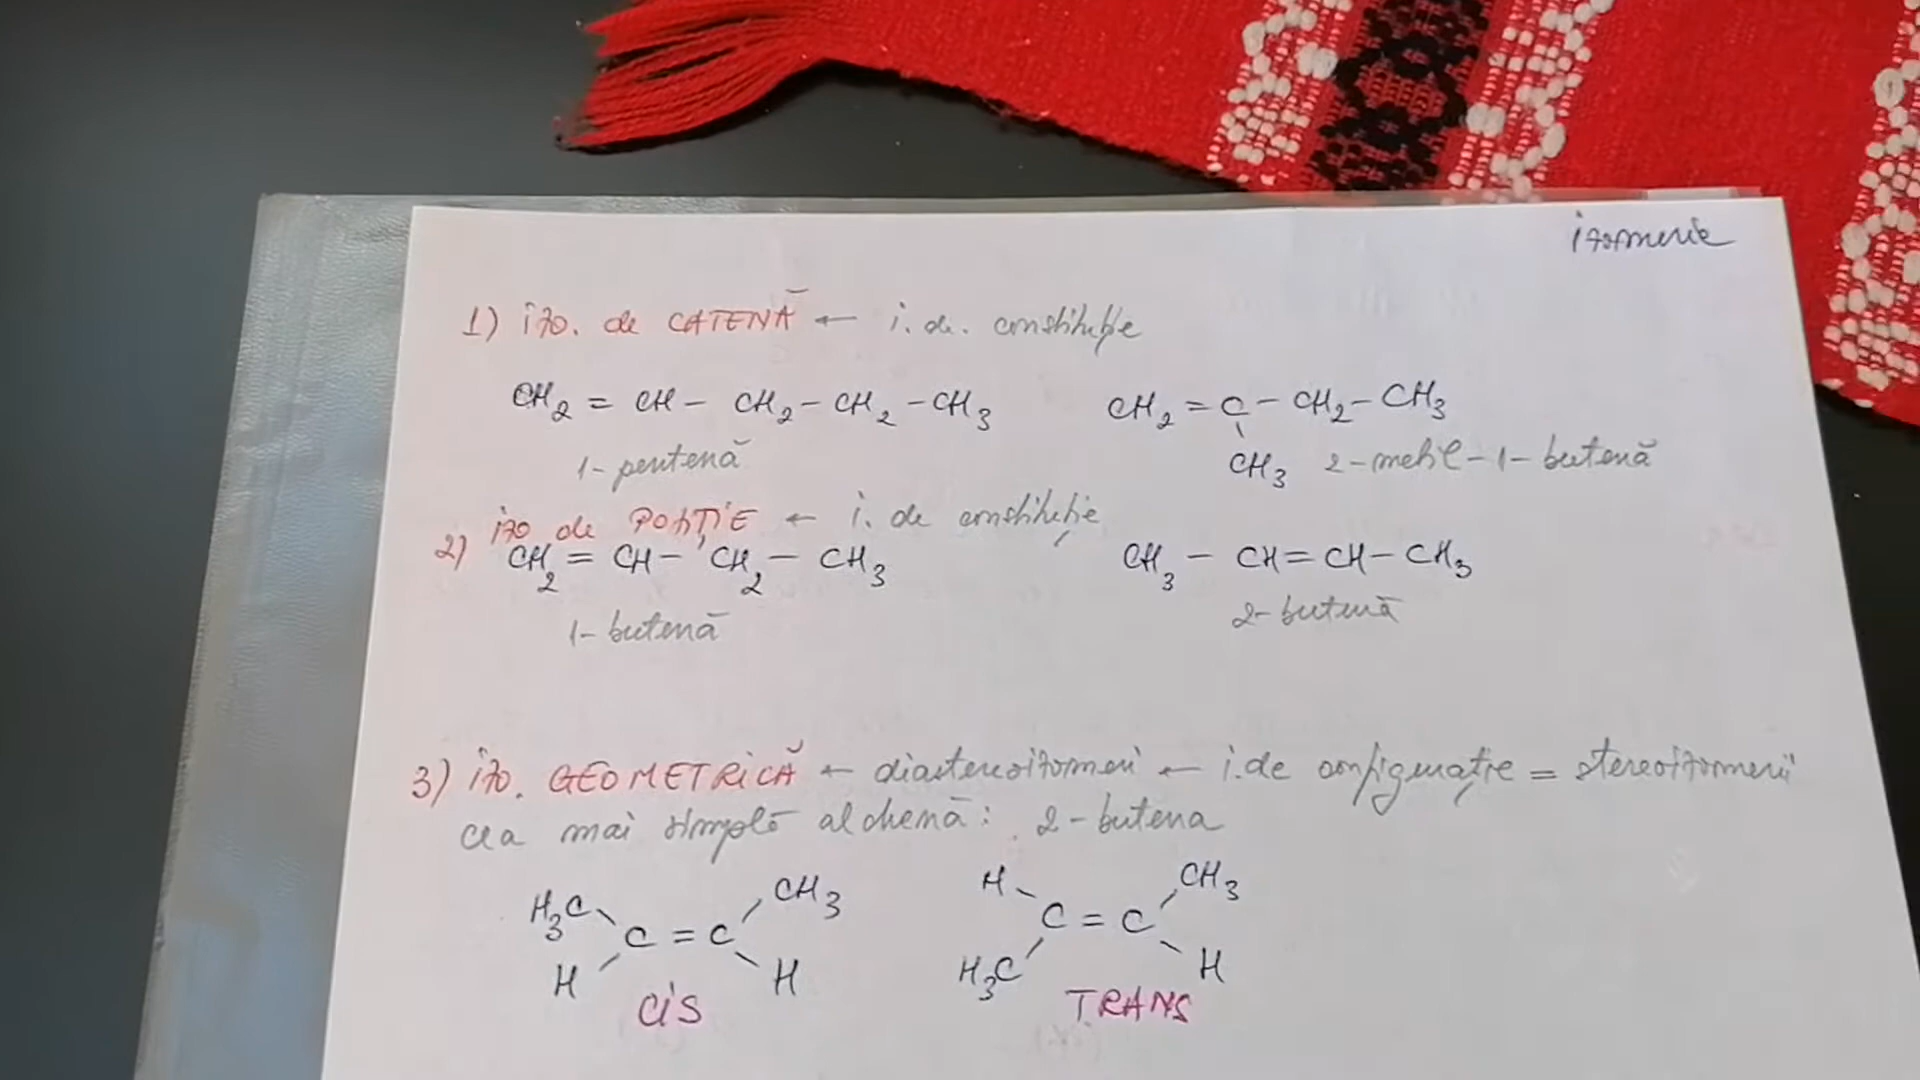 izomerie
1) izo. de CATENĂ ← i. de. constituție
CH2 = CH - CH2 - CH2 - CH3
CH2 = C - CH2 - CH3
CH3
1-pentenă
2-metil-1-butenă
2) izo de POZIȚIE ← i. de constituție
CH2 = CH - CH2 - CH3
CH3 - CH = CH - CH3
1-butenă
2-butenă
3) izo. GEOMETRICĂ ← diastereoizomeri ← i. de configurație = stereoizomeri
cea mai simplă alchenă: 2-butena
H3C CH3
C = C
H H
CIS
H CH3
C = C
H3C H
TRANS